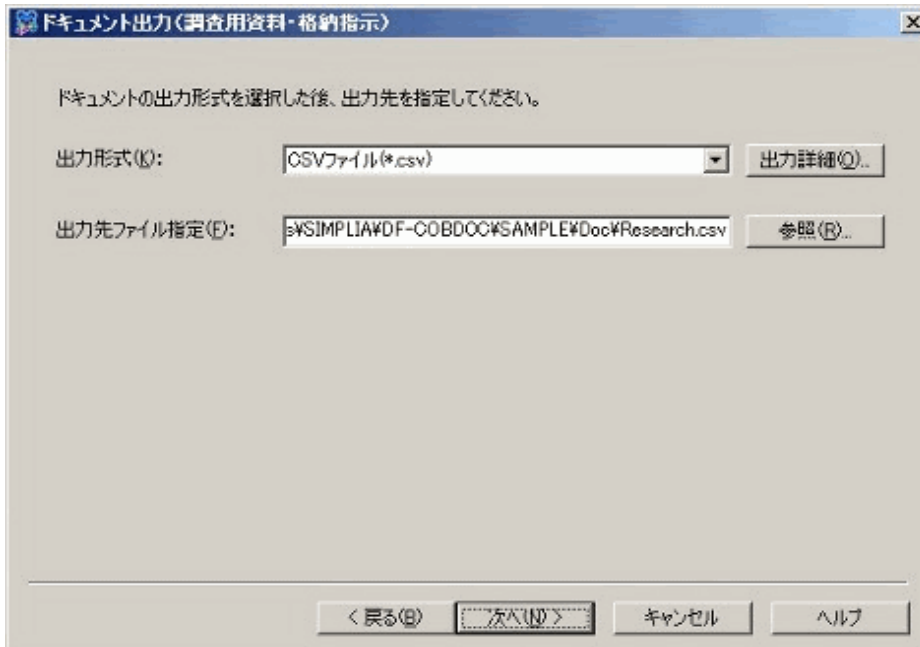 ドキュメント出力(調査用資料・格納指示)
ドキュメントの出力形式を選択した後、出力先を指定してください。
出力形式(K): CSVファイル(*.csv) 出力詳細(O)...
出力先ファイル指定(F): s¥SIMPLIA¥DF-COBDOC¥SAMPLE¥Doc¥Research.csv 参照(R)...
< 戻る(B) 次へ(N) > キャンセル ヘルプ